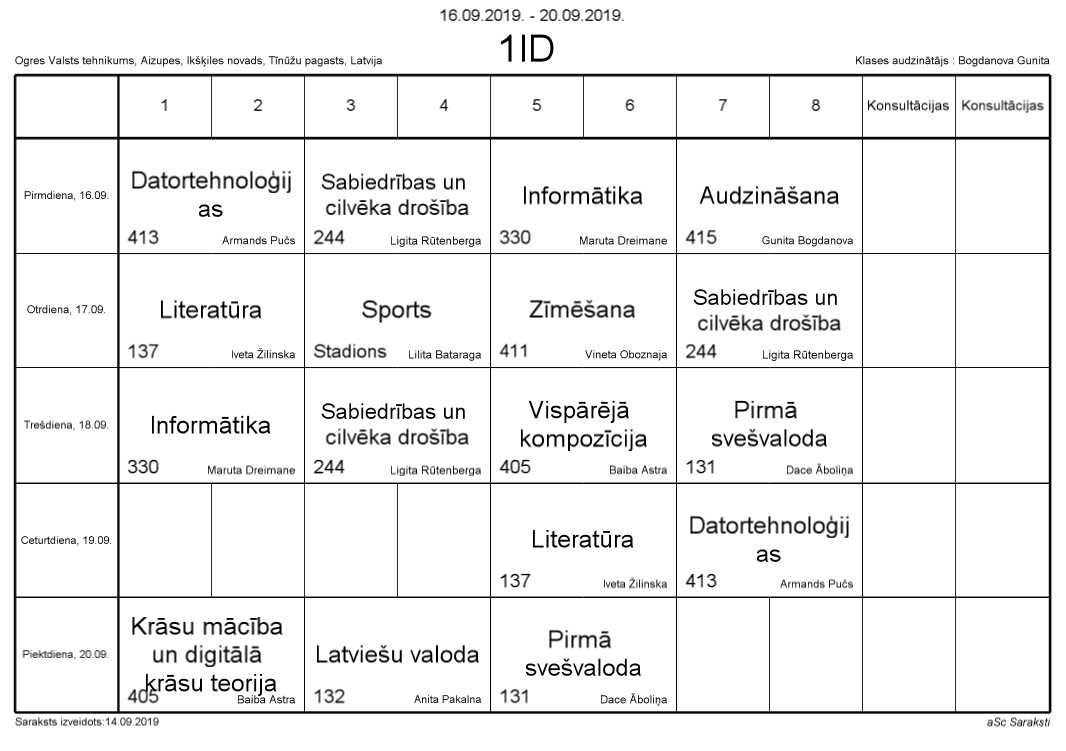 16.09.2019. - 20.09.2019.
1ID
Ogres Valsts tehnikums, Aizupes, Ikšķiles novads, Tīnūžu pagasts, Latvija
Klases audzinātājs : Bogdanova Gunita
1 2 3 4 5 6 7 8 Konsultācijas Konsultācijas
Pirmdiena, 16.09.
Datortehnoloģij
as
413 Armands Pučs
Sabiedrības un
cilvēka drošība
244 Ligita Rūtenberga
Informātika
330 Maruta Dreimane
Audzināšana
415 Gunita Bogdanova
Otrdiena, 17.09.
Literatūra
137 Iveta Žilinska
Sports
Stadions Lilita Bataraga
Zīmēšana
411 Vineta Oboznaja
Sabiedrības un
cilvēka drošība
244 Ligita Rūtenberga
Trešdiena, 18.09.
Informātika
330 Maruta Dreimane
Sabiedrības un
cilvēka drošība
244 Ligita Rūtenberga
Vispārējā
kompozīcija
405 Baiba Astra
Pirmā
svešvaloda
131 Dace Āboliņa
Ceturtdiena, 19.09.
Literatūra
137 Iveta Žilinska
Datortehnoloģij
as
413 Armands Pučs
Piektdiena, 20.09.
Krāsu mācība
un digitālā
krāsu teorija
405 Baiba Astra
Latviešu valoda
132 Anita Pakalna
Pirmā
svešvaloda
131 Dace Āboliņa
Saraksts izveidots:14.09.2019
aSc Saraksti